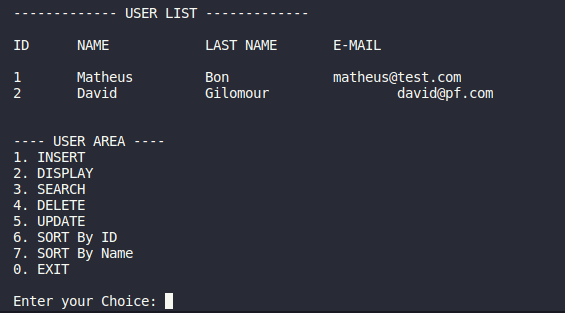 ------------- USER LIST -------------
ID NAME LAST NAME E-MAIL
1 Matheus Bon matheus@test.com
2 David Gilomour david@pf.com
---- USER AREA ----
1. INSERT
2. DISPLAY
3. SEARCH
4. DELETE
5. UPDATE
6. SORT By ID
7. SORT By Name
0. EXIT
Enter your Choice: